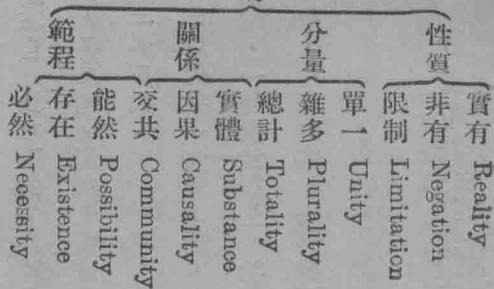 性質
實有 Reality
非有 Negation
限制 Limitation
分量
單一 Unity
雜多 Plurality
總計 Totality
關係
實體 Substance
因果 Causality
交共 Community
範程
能然 Possibility
存在 Existence
必然 Necessity